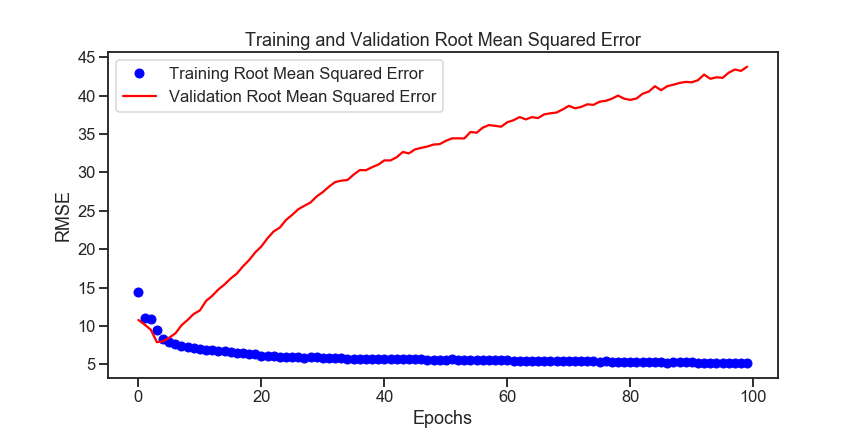 Training and Validation Root Mean Squared Error
Training Root Mean Squared Error
Validation Root Mean Squared Error
RMSE
45
40
35
30
25
20
15
10
5
0 20 40 60 80 100
Epochs